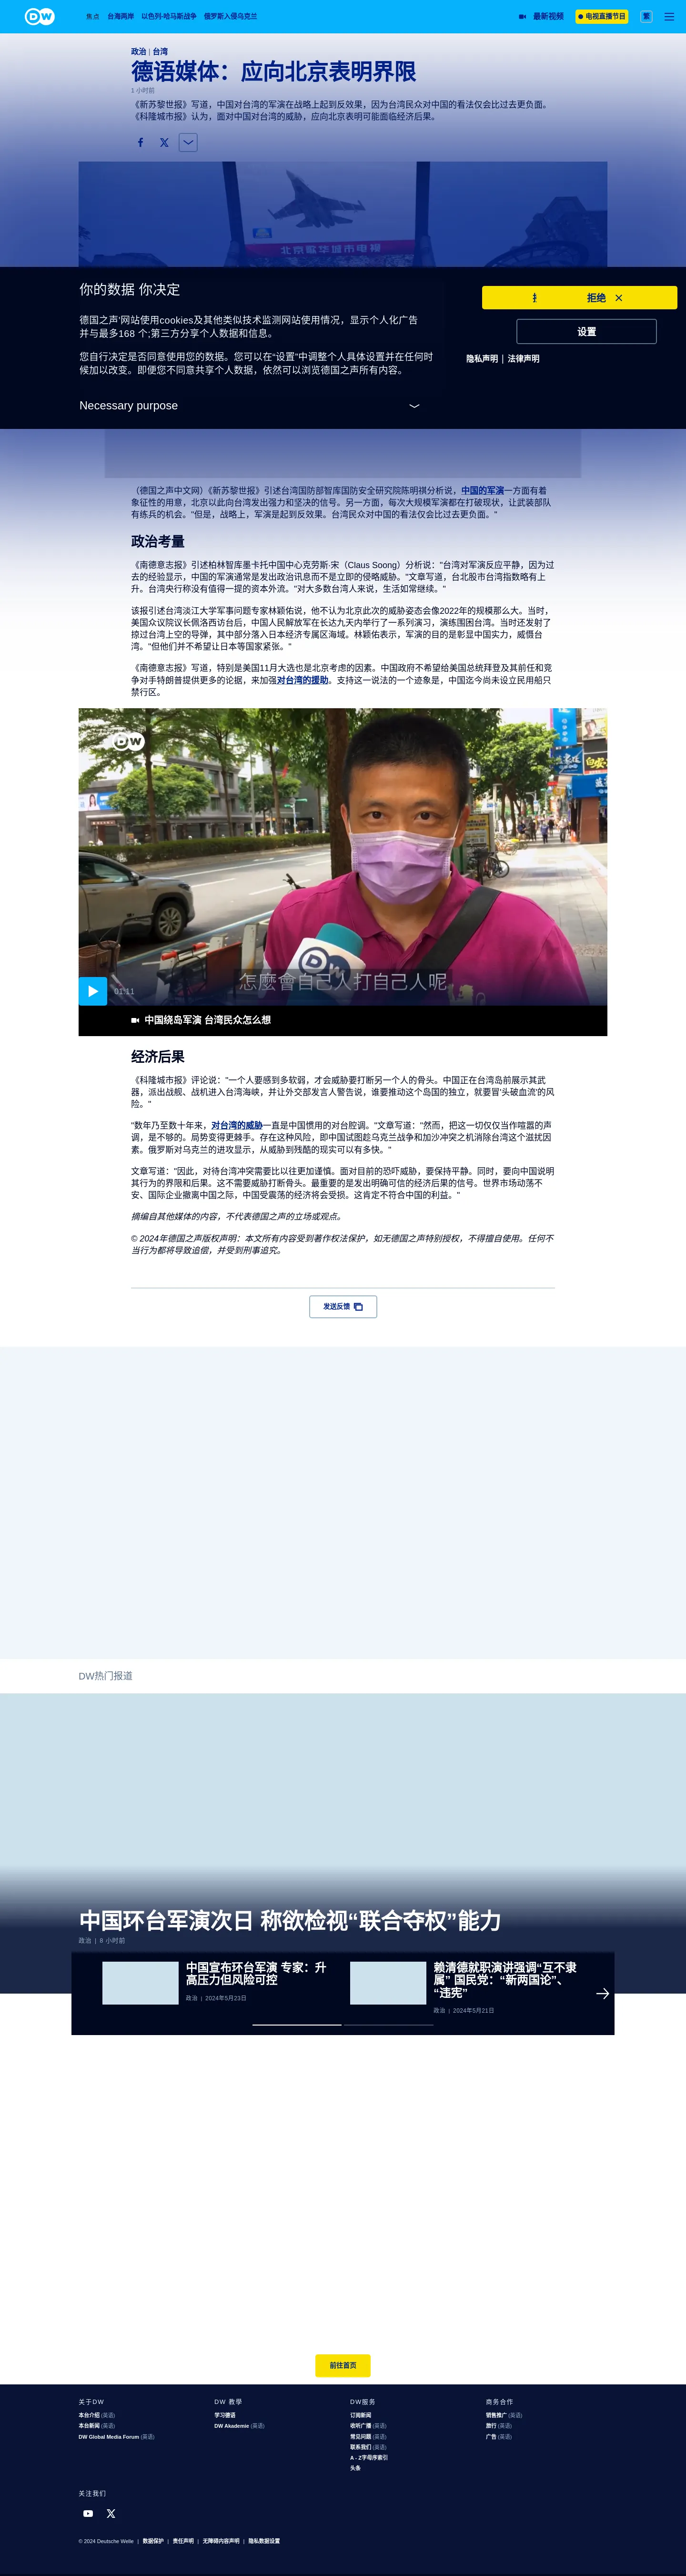 DW
焦点 台海两岸 以色列-哈马斯战争 俄罗斯入侵乌克兰
最新视频 电视直播节目 繁
政治 | 台湾
德语媒体：应向北京表明界限
1 小时前
《新苏黎世报》写道，中国对台湾的军演在战略上起到反效果，因为台湾民众对中国的看法仅会比过去更负面。
《科隆城市报》认为，面对中国对台湾的威胁，应向北京表明可能面临经济后果。
北京嘉华城市电视
你的数据 你决定
德国之声'网站使用cookies及其他类似技术监测网站使用情况，显示个人化广告
并与最多168 个;第三方分享个人数据和信息。
您自行决定是否同意使用您的数据。您可以在"设置"中调整个人具体设置并在任何时
候加以改变。即便您不同意共享个人数据，依然可以浏览德国之声所有内容。
Necessary purpose
拒绝
设置
隐私声明 | 法律声明
（德国之声中文网）《新苏黎世报》引述台湾国防部智库国防安全研究院陈明祺分析说，中国的军演一方面有着
象征性的用意，北京以此向台湾发出强力和坚决的信号。另一方面，每次大规模军演都在打破现状，让武装部队
有练兵的机会。"但是，战略上，军演是起到反效果。台湾民众对中国的看法仅会比过去更负面。"
政治考量
《南德意志报》引述柏林智库墨卡托中国中心克劳斯·宋（Claus Soong）分析说："台湾对军演反应平静，因为过
去的经验显示，中国的军演通常是发出政治讯息而不是立即的侵略威胁。"文章写道，台北股市台湾指数略有上
升。台湾央行称没有值得一提的资本外流。"对大多数台湾人来说，生活如常继续。"
该报引述台湾淡江大学军事问题专家林颖佑说，他不认为北京此次的威胁姿态会像2022年的规模那么大。当时，
美国众议院议长佩洛西访台后，中国人民解放军在长达九天内举行了一系列演习，演练围困台湾。当时还发射了
掠过台湾上空的导弹，其中部分落入日本经济专属区海域。林颖佑表示，军演的目的是彰显中国实力，威慑台
湾。"但他们并不希望让日本等国家紧张。"
《南德意志报》写道，特别是美国11月大选也是北京考虑的因素。中国政府不希望给美国总统拜登及其前任和竞
争对手特朗普提供更多的论据，来加强对台湾的援助。支持这一说法的一个迹象是，中国迄今尚未设立民用船只
禁行区。
DW
DW
怎麼會自己人打自己人呢
01:11
中国绕岛军演 台湾民众怎么想
经济后果
《科隆城市报》评论说："一个人要感到多软弱，才会威胁要打断另一个人的骨头。中国正在台湾岛前展示其武
器，派出战舰、战机进入台湾海峡，并让外交部发言人警告说，谁要推动这个岛国的独立，就要冒'头破血流'的风
险。"
"数年乃至数十年来，对台湾的威胁一直是中国惯用的对台腔调。"文章写道："然而，把这一切仅仅当作喧嚣的声
调，是不够的。局势变得更棘手。存在这种风险，即中国试图趁乌克兰战争和加沙冲突之机消除台湾这个滋扰因
素。俄罗斯对乌克兰的进攻显示，从威胁到残酷的现实可以有多快。"
文章写道："因此，对待台湾冲突需要比以往更加谨慎。面对目前的恐吓威胁，要保持平静。同时，要向中国说明
其行为的界限和后果。这不需要威胁打断骨头。最重要的是发出明确可信的经济后果的信号。世界市场动荡不
安、国际企业撤离中国之际，中国受震荡的经济将会受损。这肯定不符合中国的利益。"
摘编自其他媒体的内容，不代表德国之声的立场或观点。
© 2024年德国之声版权声明：本文所有内容受到著作权法保护，如无德国之声特别授权，不得擅自使用。任何不
当行为都将导致追偿，并受到刑事追究。
发送反馈
DW热门报道
中国环台军演次日 称欲检视“联合夺权”能力
政治 | 8 小时前
中国宣布环台军演 专家：升
高压力但风险可控
政治 | 2024年5月23日
赖清德就职演讲强调“互不隶
属” 国民党：“新两国论”、
“违宪”
政治 | 2024年5月21日
前往首页
关于DW
本台介绍 (英语)
本台新闻 (英语)
DW Global Media Forum (英语)
DW 教學
学习德语
DW Akademie (英语)
DW服务
订阅新闻
收听广播 (英语)
常见问题 (英语)
联系我们 (英语)
A - Z字母序索引
头条
商务合作
销售推广 (英语)
旅行 (英语)
广告 (英语)
关注我们
© 2024 Deutsche Welle | 数据保护 | 责任声明 | 无障碍内容声明 | 隐私数据设置